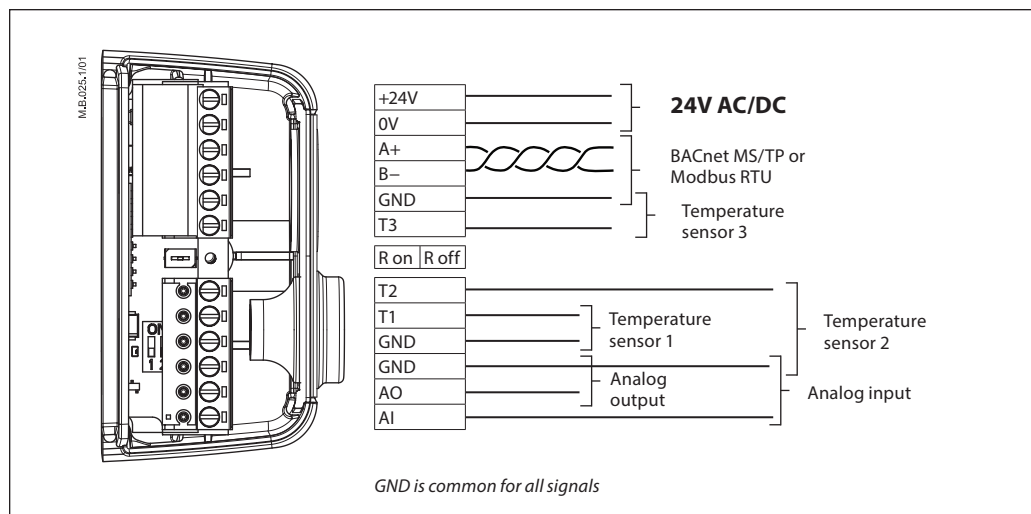 M.B.025.1/01
+24V
0V
A+
B−
GND
T3
R on R off
T2
T1
GND
GND
AO
AI
24V AC/DC
BACnet MS/TP or
Modbus RTU
Temperature
sensor 3
Temperature
sensor 1
Temperature
sensor 2
Analog
output
Analog input
1 2
GND is common for all signals